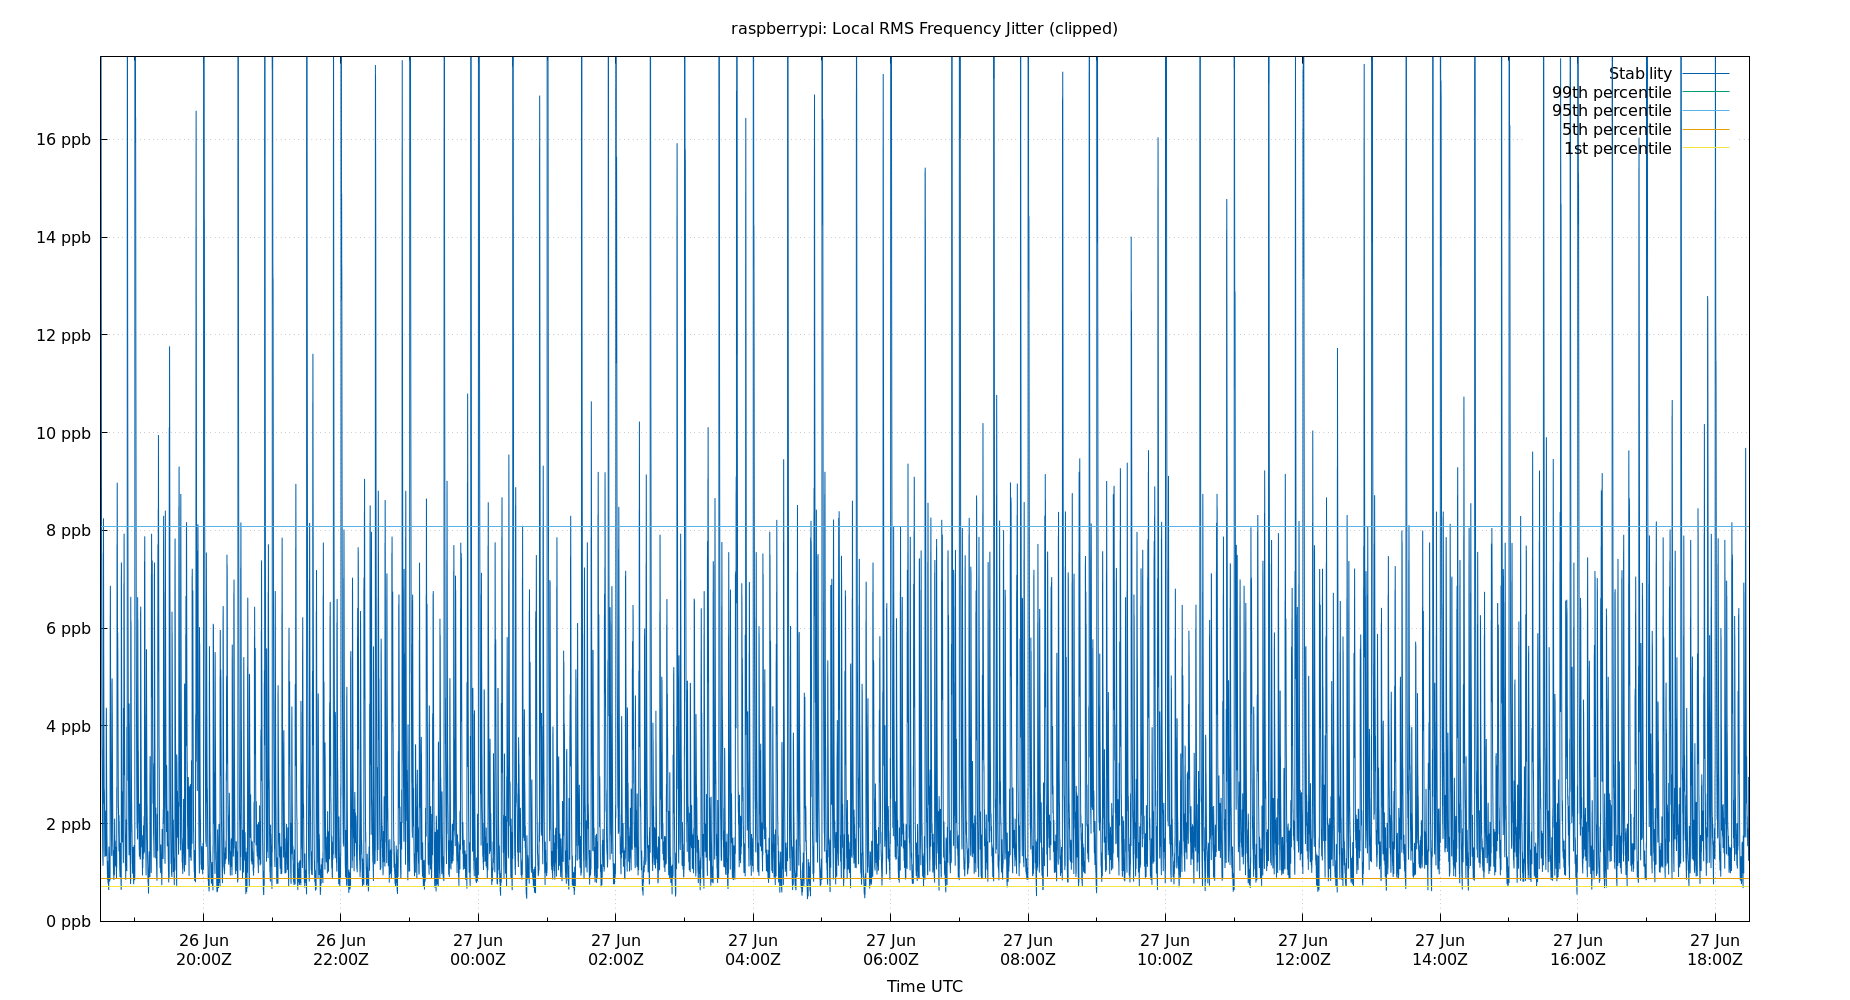 raspberrypi: Local RMS Frequency Jitter (clipped)
Stability
99th percentile
95th percentile
5th percentile
1st percentile
16 ppb
14 ppb
12 ppb
10 ppb
8 ppb
6 ppb
4 ppb
2 ppb
0 ppb
26 Jun 26 Jun 27 Jun 27 Jun 27 Jun 27 Jun 27 Jun 27 Jun 27 Jun 27 Jun 27 Jun 27 Jun
20:00Z 22:00Z 00:00Z 02:00Z 04:00Z 06:00Z 08:00Z 10:00Z 12:00Z 14:00Z 16:00Z 18:00Z
Time UTC